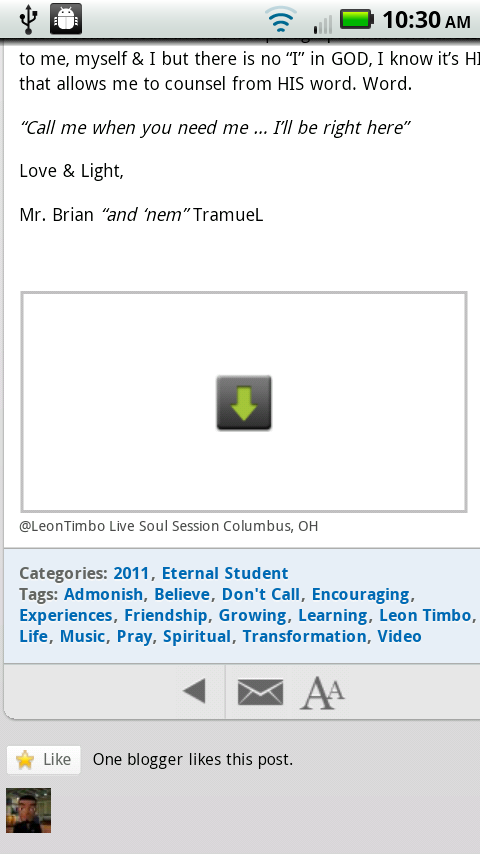 10:30 AM
to me, myself & I but there is no “I” in GOD, I know it’s HI
that allows me to counsel from HIS word. Word.
“Call me when you need me ... I’ll be right here”
Love & Light,
Mr. Brian “and ‘nem” TramueL
@LeonTimbo Live Soul Session Columbus, OH
Categories: 2011, Eternal Student
Tags: Admonish, Believe, Don't Call, Encouraging,
Experiences, Friendship, Growing, Learning, Leon Timbo,
Life, Music, Pray, Spiritual, Transformation, Video
AA
Like One blogger likes this post.